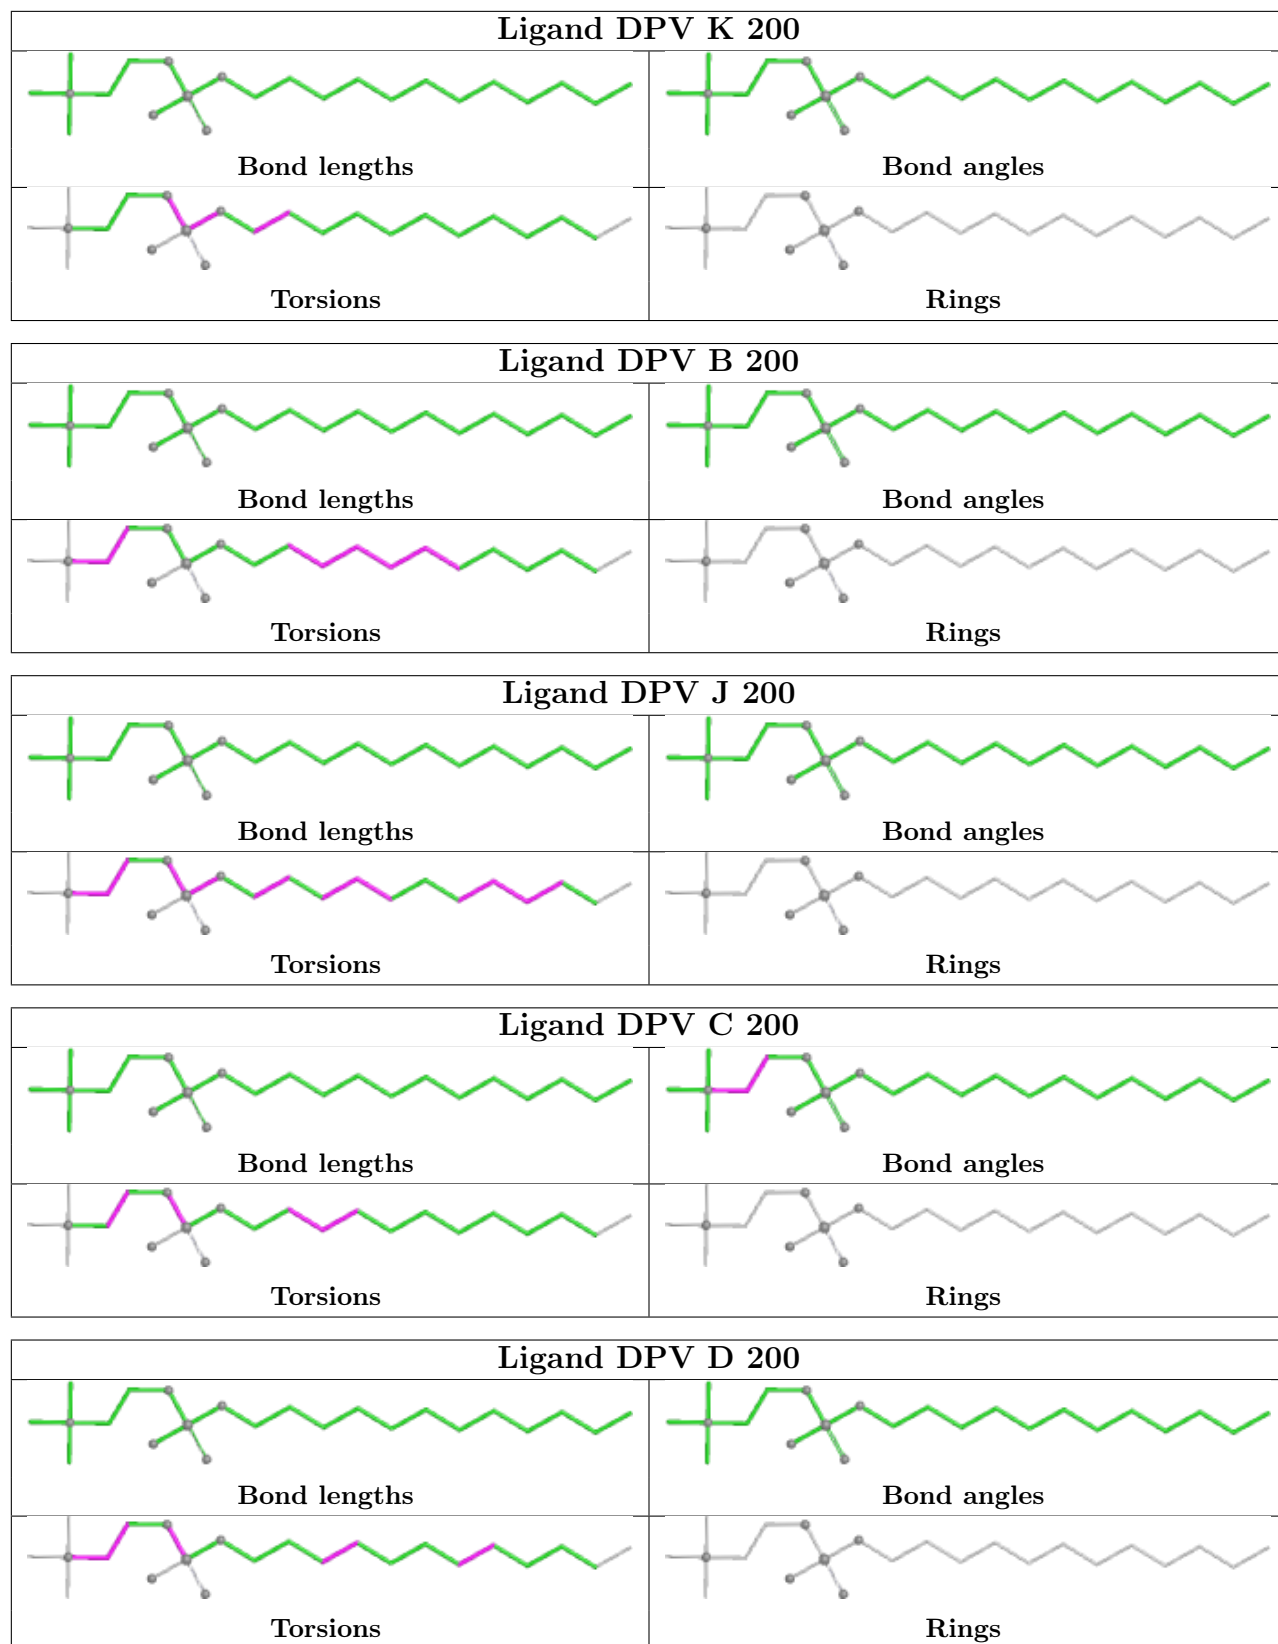 Ligand DPV K 200
Bond lengths
Bond angles
Torsions
Rings
Ligand DPV B 200
Bond lengths
Bond angles
Torsions
Rings
Ligand DPV J 200
Bond lengths
Bond angles
Torsions
Rings
Ligand DPV C 200
Bond lengths
Bond angles
Torsions
Rings
Ligand DPV D 200
Bond lengths
Bond angles
Torsions
Rings